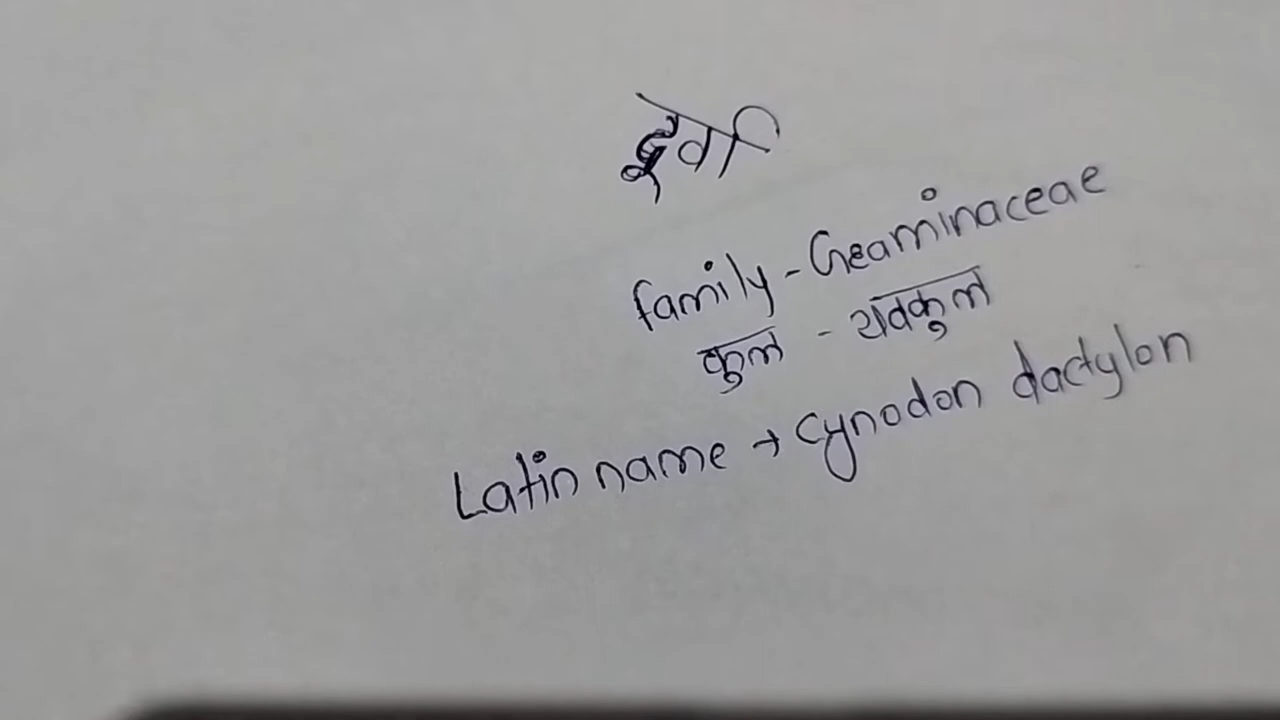 दूर्वा
family - Graminaceae
कुल - यवकुल
Latin name → Cynodon dactylon